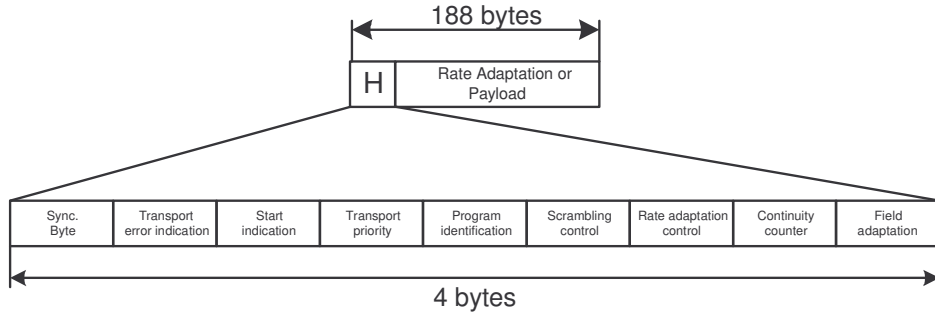 188 bytes
H
Rate Adaptation or
Payload
Sync.
Byte
Transport
error indication
Start
indication
Transport
priority
Program
identification
Scrambling
control
Rate adaptation
control
Continuity
counter
Field
adaptation
4 bytes